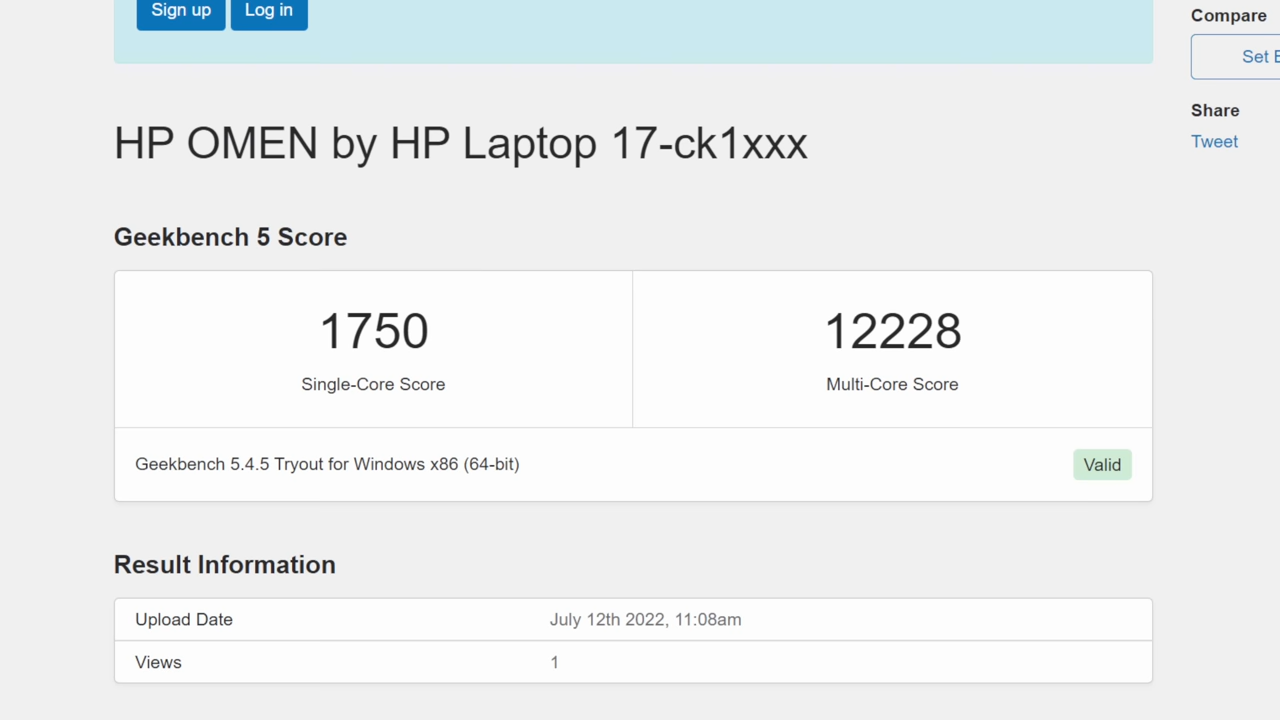 Sign up Log in
Compare
Set
Share
Tweet
HP OMEN by HP Laptop 17-ck1xxx
Geekbench 5 Score
1750 12228
Single-Core Score Multi-Core Score
Geekbench 5.4.5 Tryout for Windows x86 (64-bit) Valid
Result Information
Upload Date July 12th 2022, 11:08am
Views 1